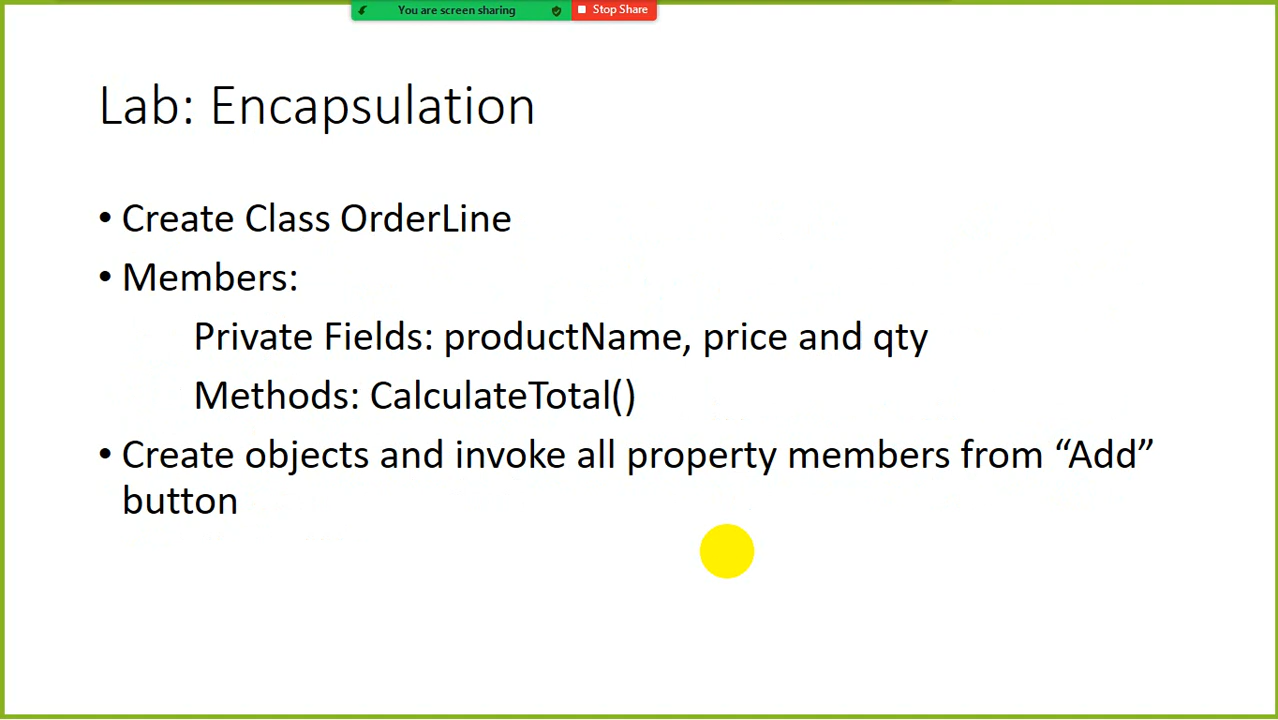 You are screen sharing Stop Share
Lab: Encapsulation
• Create Class OrderLine
• Members:
Private Fields: productName, price and qty
Methods: CalculateTotal()
• Create objects and invoke all property members from “Add”
button